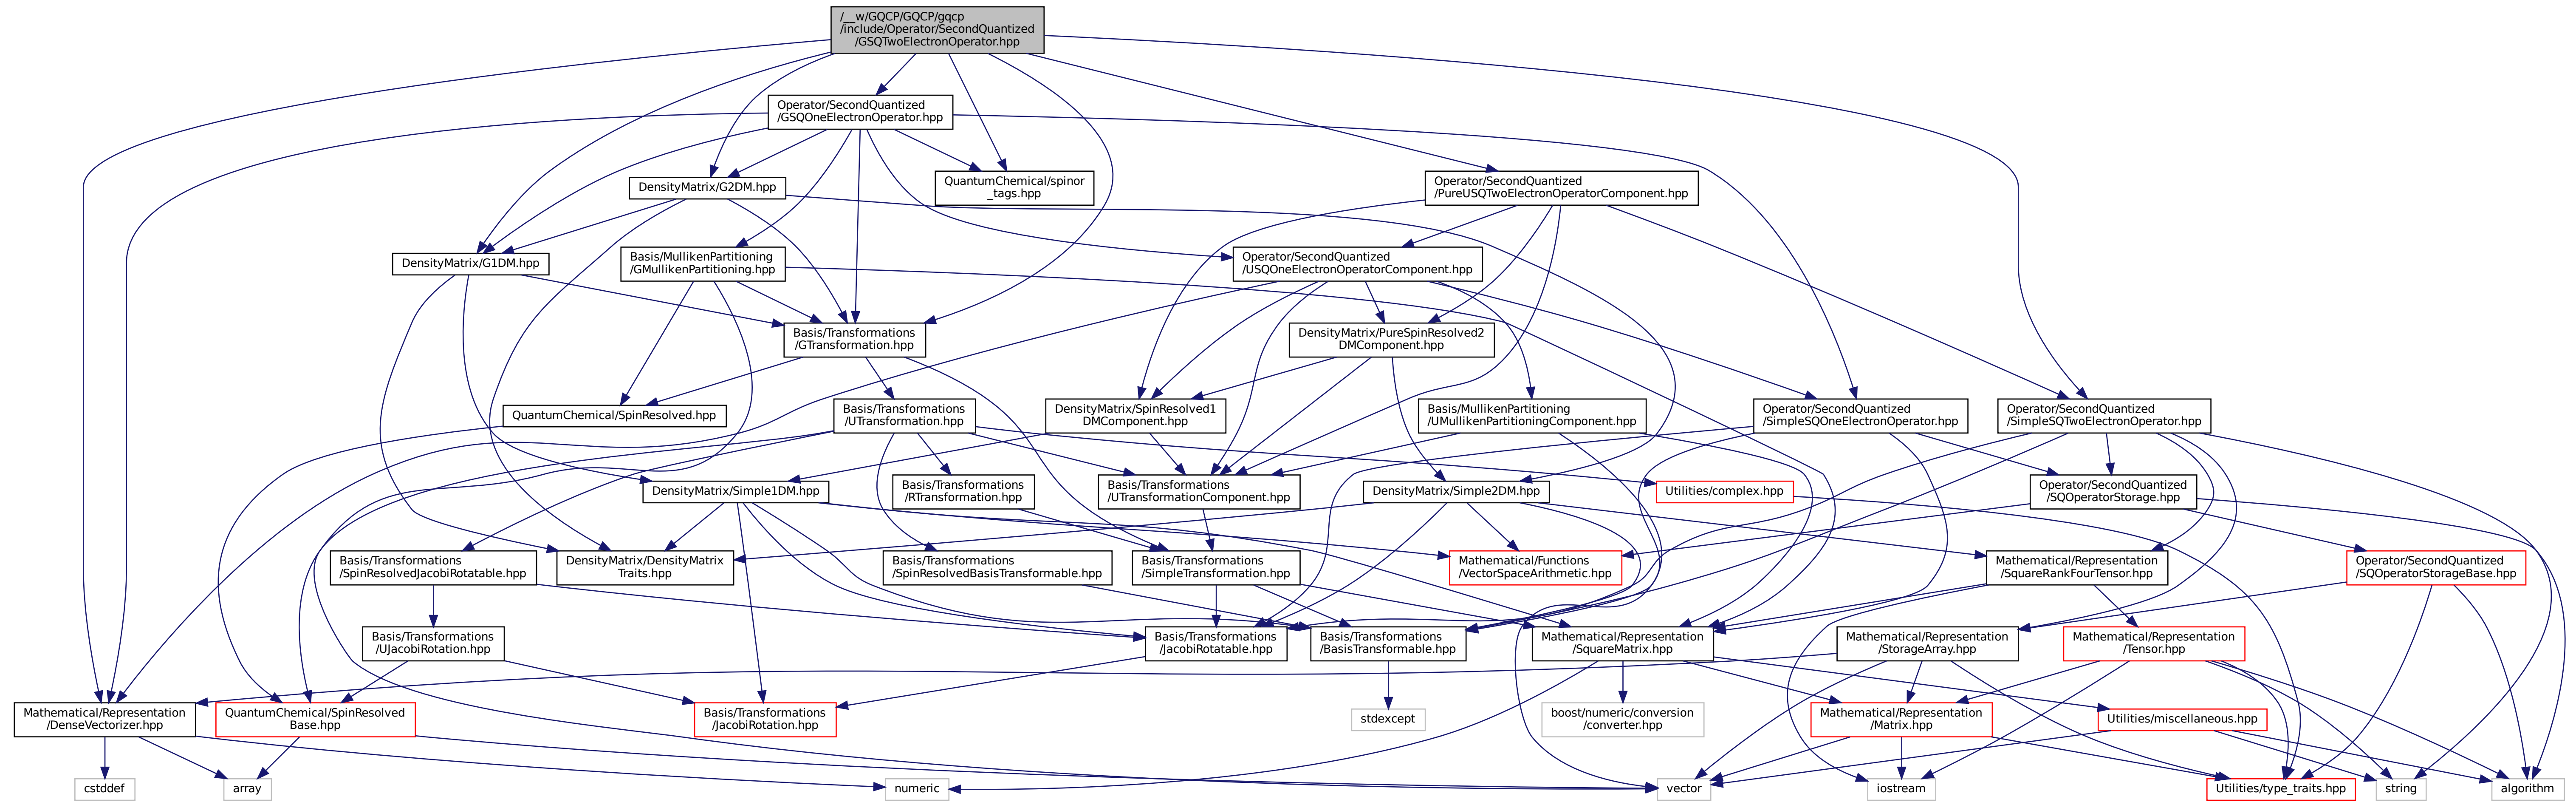 /__w/GQCP/GQCP/gqcp
/include/Operator/SecondQuantized
/GSQTwoElectronOperator.hpp
Operator/SecondQuantized
/GSQOneElectronOperator.hpp
DensityMatrix/G2DM.hpp
QuantumChemical/spinor
_tags.hpp
Operator/SecondQuantized
/PureUSQTwoElectronOperatorComponent.hpp
DensityMatrix/G1DM.hpp
Basis/MullikenPartitioning
/GMullikenPartitioning.hpp
Operator/SecondQuantized
/USQOneElectronOperatorComponent.hpp
Basis/Transformations
/GTransformation.hpp
DensityMatrix/PureSpinResolved2
DMComponent.hpp
QuantumChemical/SpinResolved.hpp
Basis/Transformations
/UTransformation.hpp
DensityMatrix/SpinResolved1
DMComponent.hpp
Basis/MullikenPartitioning
/UMullikenPartitioningComponent.hpp
Operator/SecondQuantized
/SimpleSQOneElectronOperator.hpp
Operator/SecondQuantized
/SimpleSQTwoElectronOperator.hpp
DensityMatrix/Simple1DM.hpp
Basis/Transformations
/RTransformation.hpp
Basis/Transformations
/UTransformationComponent.hpp
DensityMatrix/Simple2DM.hpp
Utilities/complex.hpp
Operator/SecondQuantized
/SQOperatorStorage.hpp
Basis/Transformations
/SpinResolvedJacobiRotatable.hpp
DensityMatrix/DensityMatrix
Traits.hpp
Basis/Transformations
/SpinResolvedBasisTransformable.hpp
Basis/Transformations
/SimpleTransformation.hpp
Mathematical/Functions
/VectorSpaceArithmetic.hpp
Mathematical/Representation
/SquareRankFourTensor.hpp
Operator/SecondQuantized
/SQOperatorStorageBase.hpp
Basis/Transformations
/UJacobiRotation.hpp
Basis/Transformations
/JacobiRotatable.hpp
Basis/Transformations
/BasisTransformable.hpp
Mathematical/Representation
/SquareMatrix.hpp
Mathematical/Representation
/StorageArray.hpp
Mathematical/Representation
/Tensor.hpp
Mathematical/Representation
/DenseVectorizer.hpp
QuantumChemical/SpinResolved
Base.hpp
Basis/Transformations
/JacobiRotation.hpp
stdexcept
boost/numeric/conversion
/converter.hpp
Mathematical/Representation
/Matrix.hpp
Utilities/miscellaneous.hpp
cstddef
array
numeric
vector
iostream
Utilities/type_traits.hpp
string
algorithm